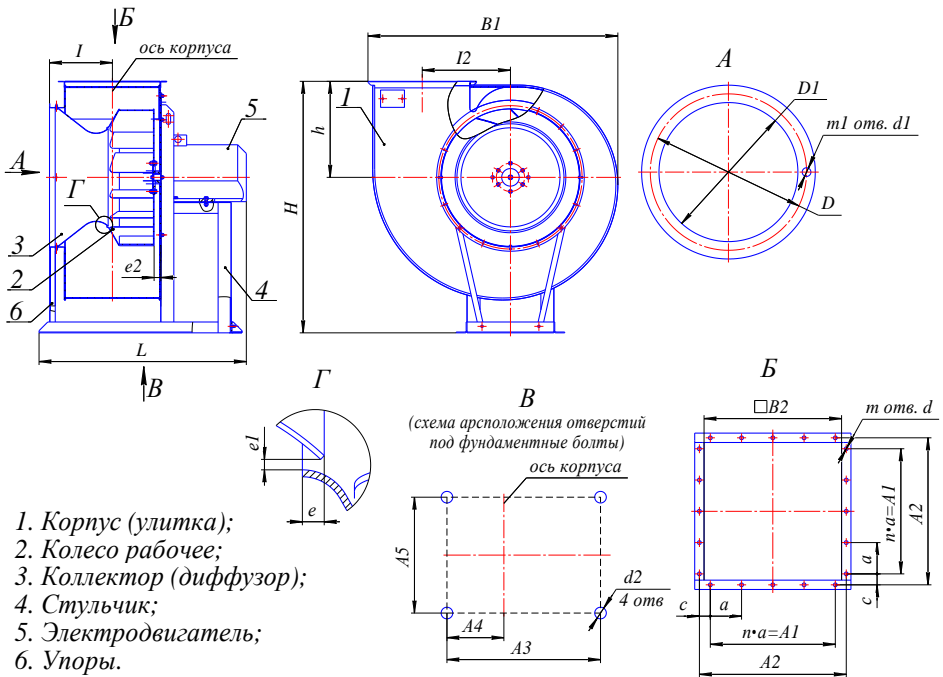 Б
I
ось корпуса
5
А
Г
3
2
e2
6
4
L
В
B1
I2
1
h
H
А
D1
m1 отв. d1
D
Г
e1
e
В
(схема арсположения отверстий
под фундаментные болты)
ось корпуса
A5
d2
4 отв
A4
A3
Б
□B2
m отв. d
n•a=A1
A2
a
c
c
a
n•a=A1
A2
1. Корпус (улитка);
2. Колесо рабочее;
3. Коллектор (диффузор);
4. Стульчик;
5. Электродвигатель;
6. Упоры.